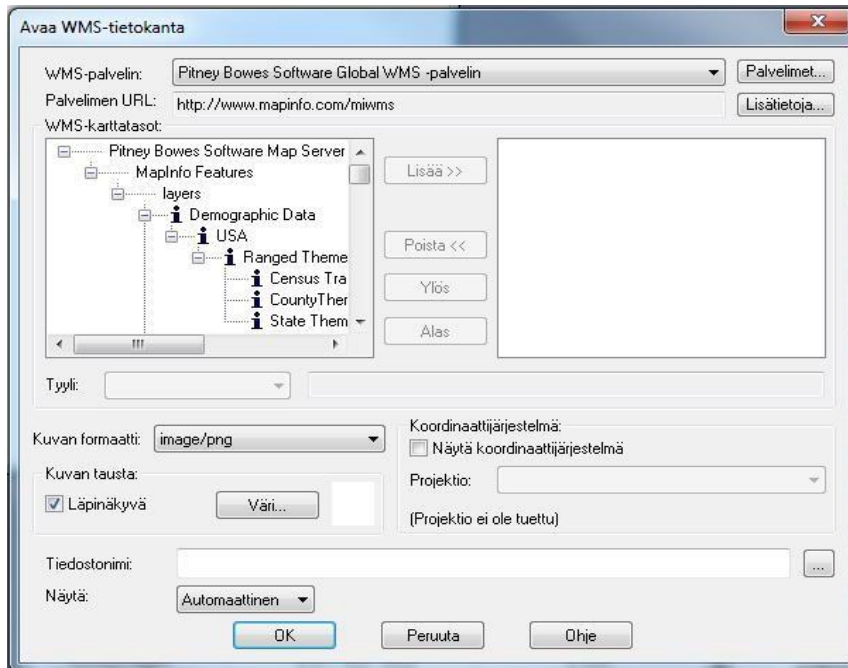 Avaa WMS-tietokanta
WMS-palvelin: Pitney Bowes Software Global WMS -palvelin Palvelimet...
Palvelimen URL: http://www.mapinfo.com/miwms Lisätietoja...
WMS-karttatasot:
Pitney Bowes Software Map Server
MapInfo Features
layers
Demographic Data
USA
Ranged Theme
Census Tra
CountyTher
State Them
Lisää >>
Poista <<
Ylös
Alas
Tyyli:
Kuvan formaatti: image/png
Kuvan tausta:
Läpinäkyvä Väri...
Koordinaattijärjestelmä:
Näytä koordinaattijärjestelmä
Projektio:
(Projektio ei ole tuettu)
Tiedostonimi: ...
Näytä: Automaattinen
OK Peruuta Ohje